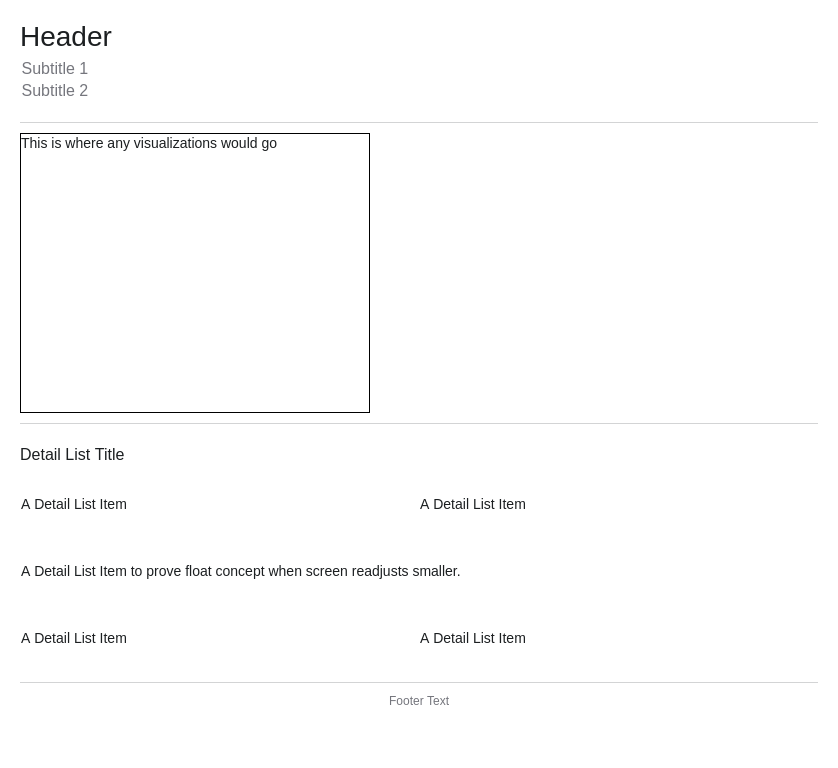 Header
Subtitle 1
Subtitle 2
This is where any visualizations would go
Detail List Title
A Detail List Item
A Detail List Item
A Detail List Item to prove float concept when screen readjusts smaller.
A Detail List Item
A Detail List Item
Footer Text